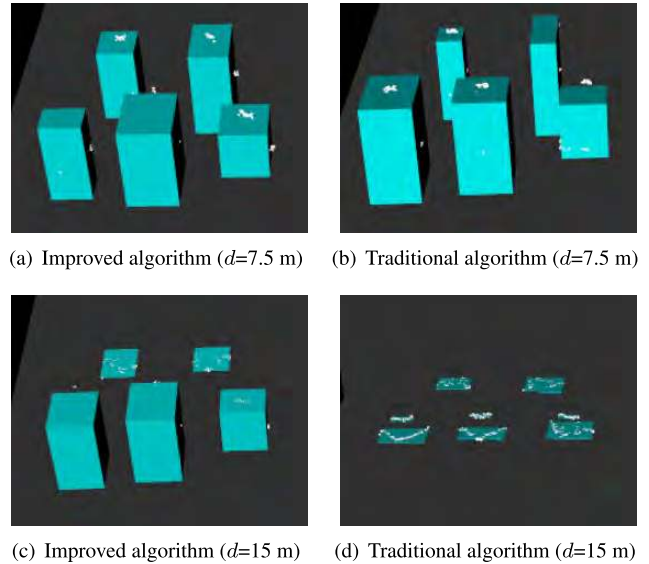 (a) Improved algorithm (d=7.5 m)
(b) Traditional algorithm (d=7.5 m)
(c) Improved algorithm (d=15 m)
(d) Traditional algorithm (d=15 m)